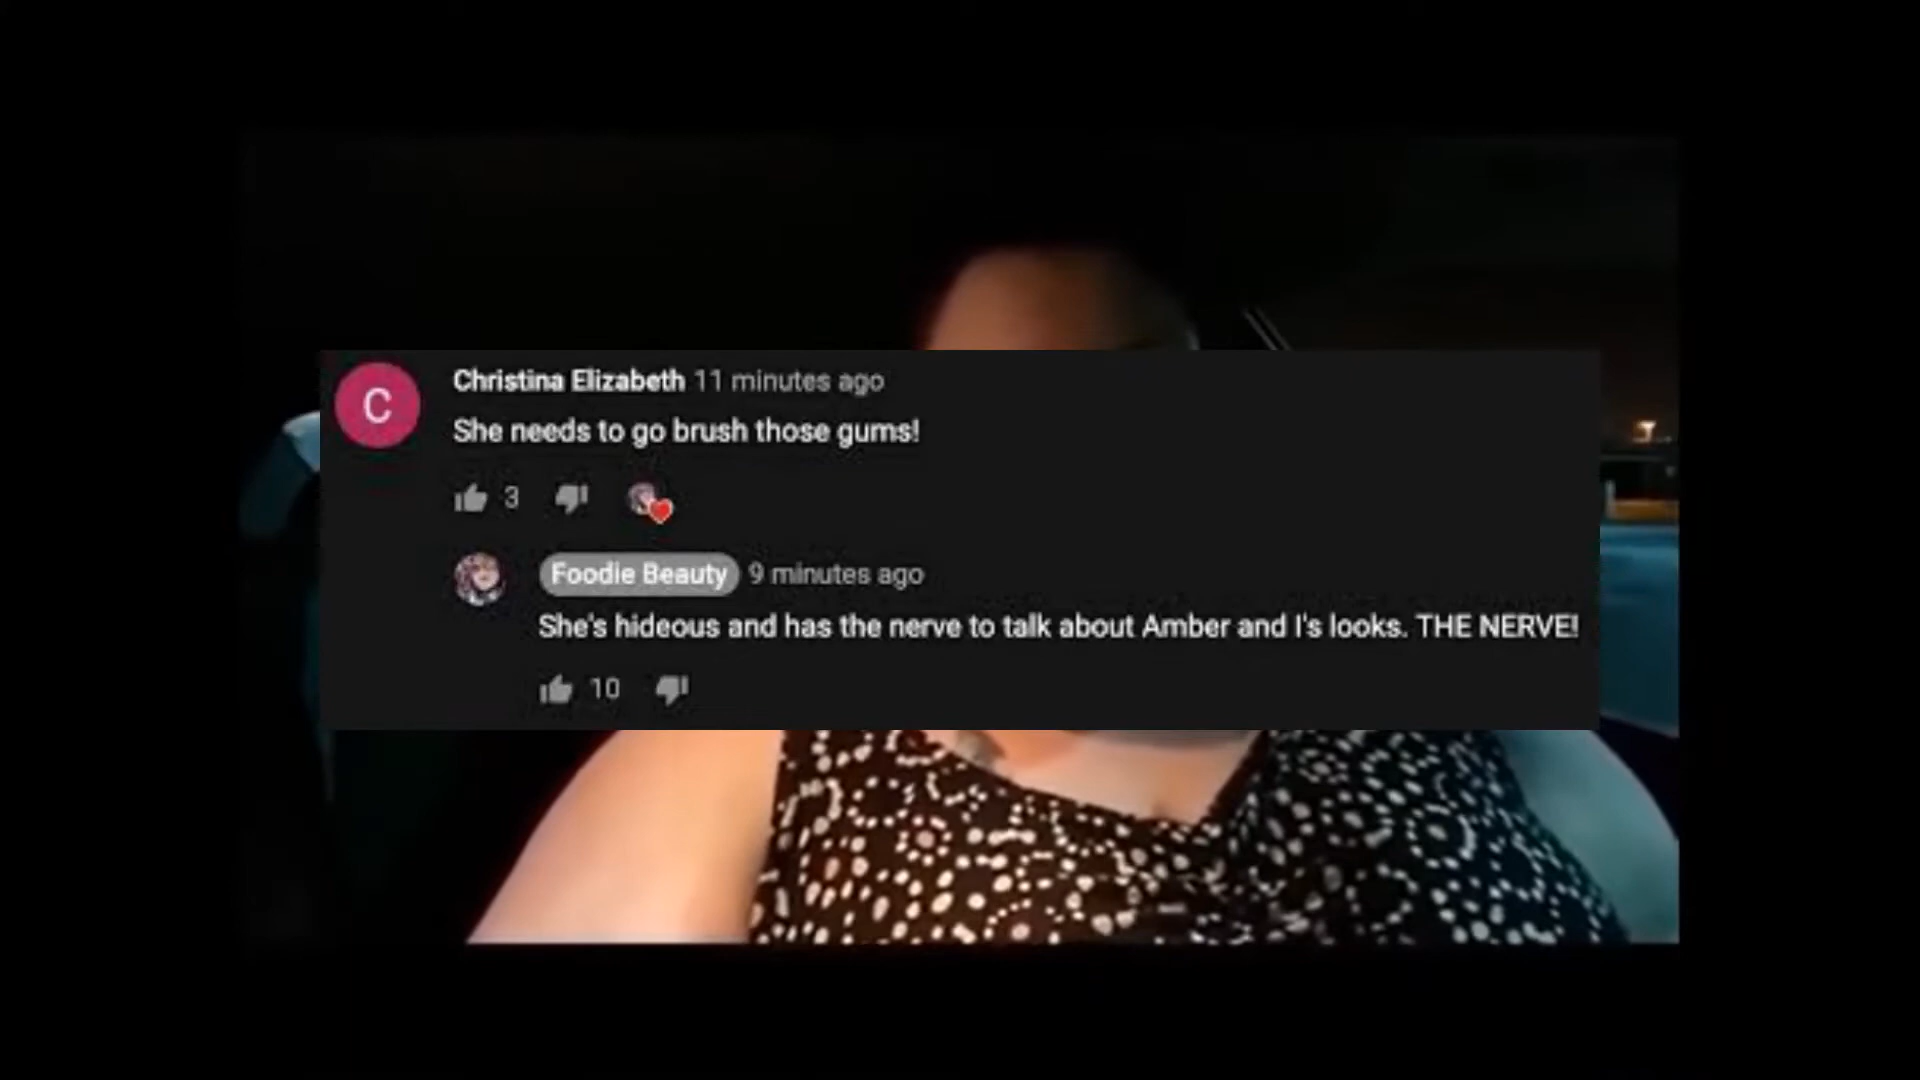 C
Christina Elizabeth 11 minutes ago
She needs to go brush those gums!
3
Foodie Beauty 9 minutes ago
She's hideous and has the nerve to talk about Amber and I's looks. THE NERVE!
10